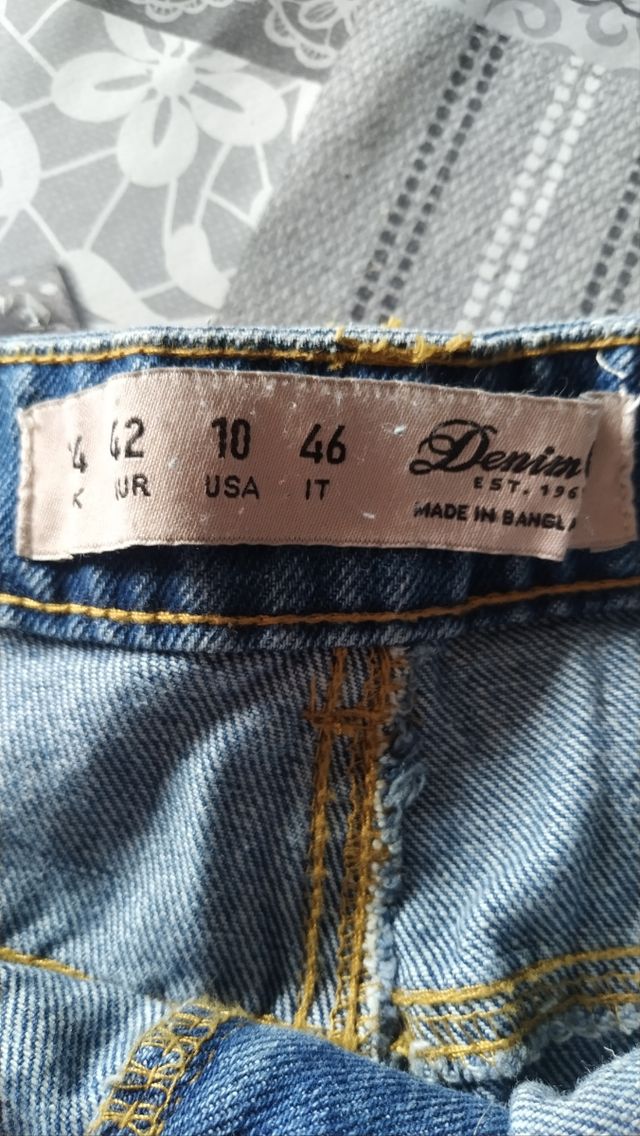 42 10 46
EUR USA IT
Denim
EST. 196
MADE IN BANGL